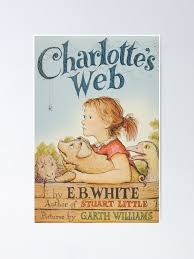 Charlotte's
Web
by E.B. WHITE
Author of STUART LITTLE
Pictures by GARTH WILLIAMS